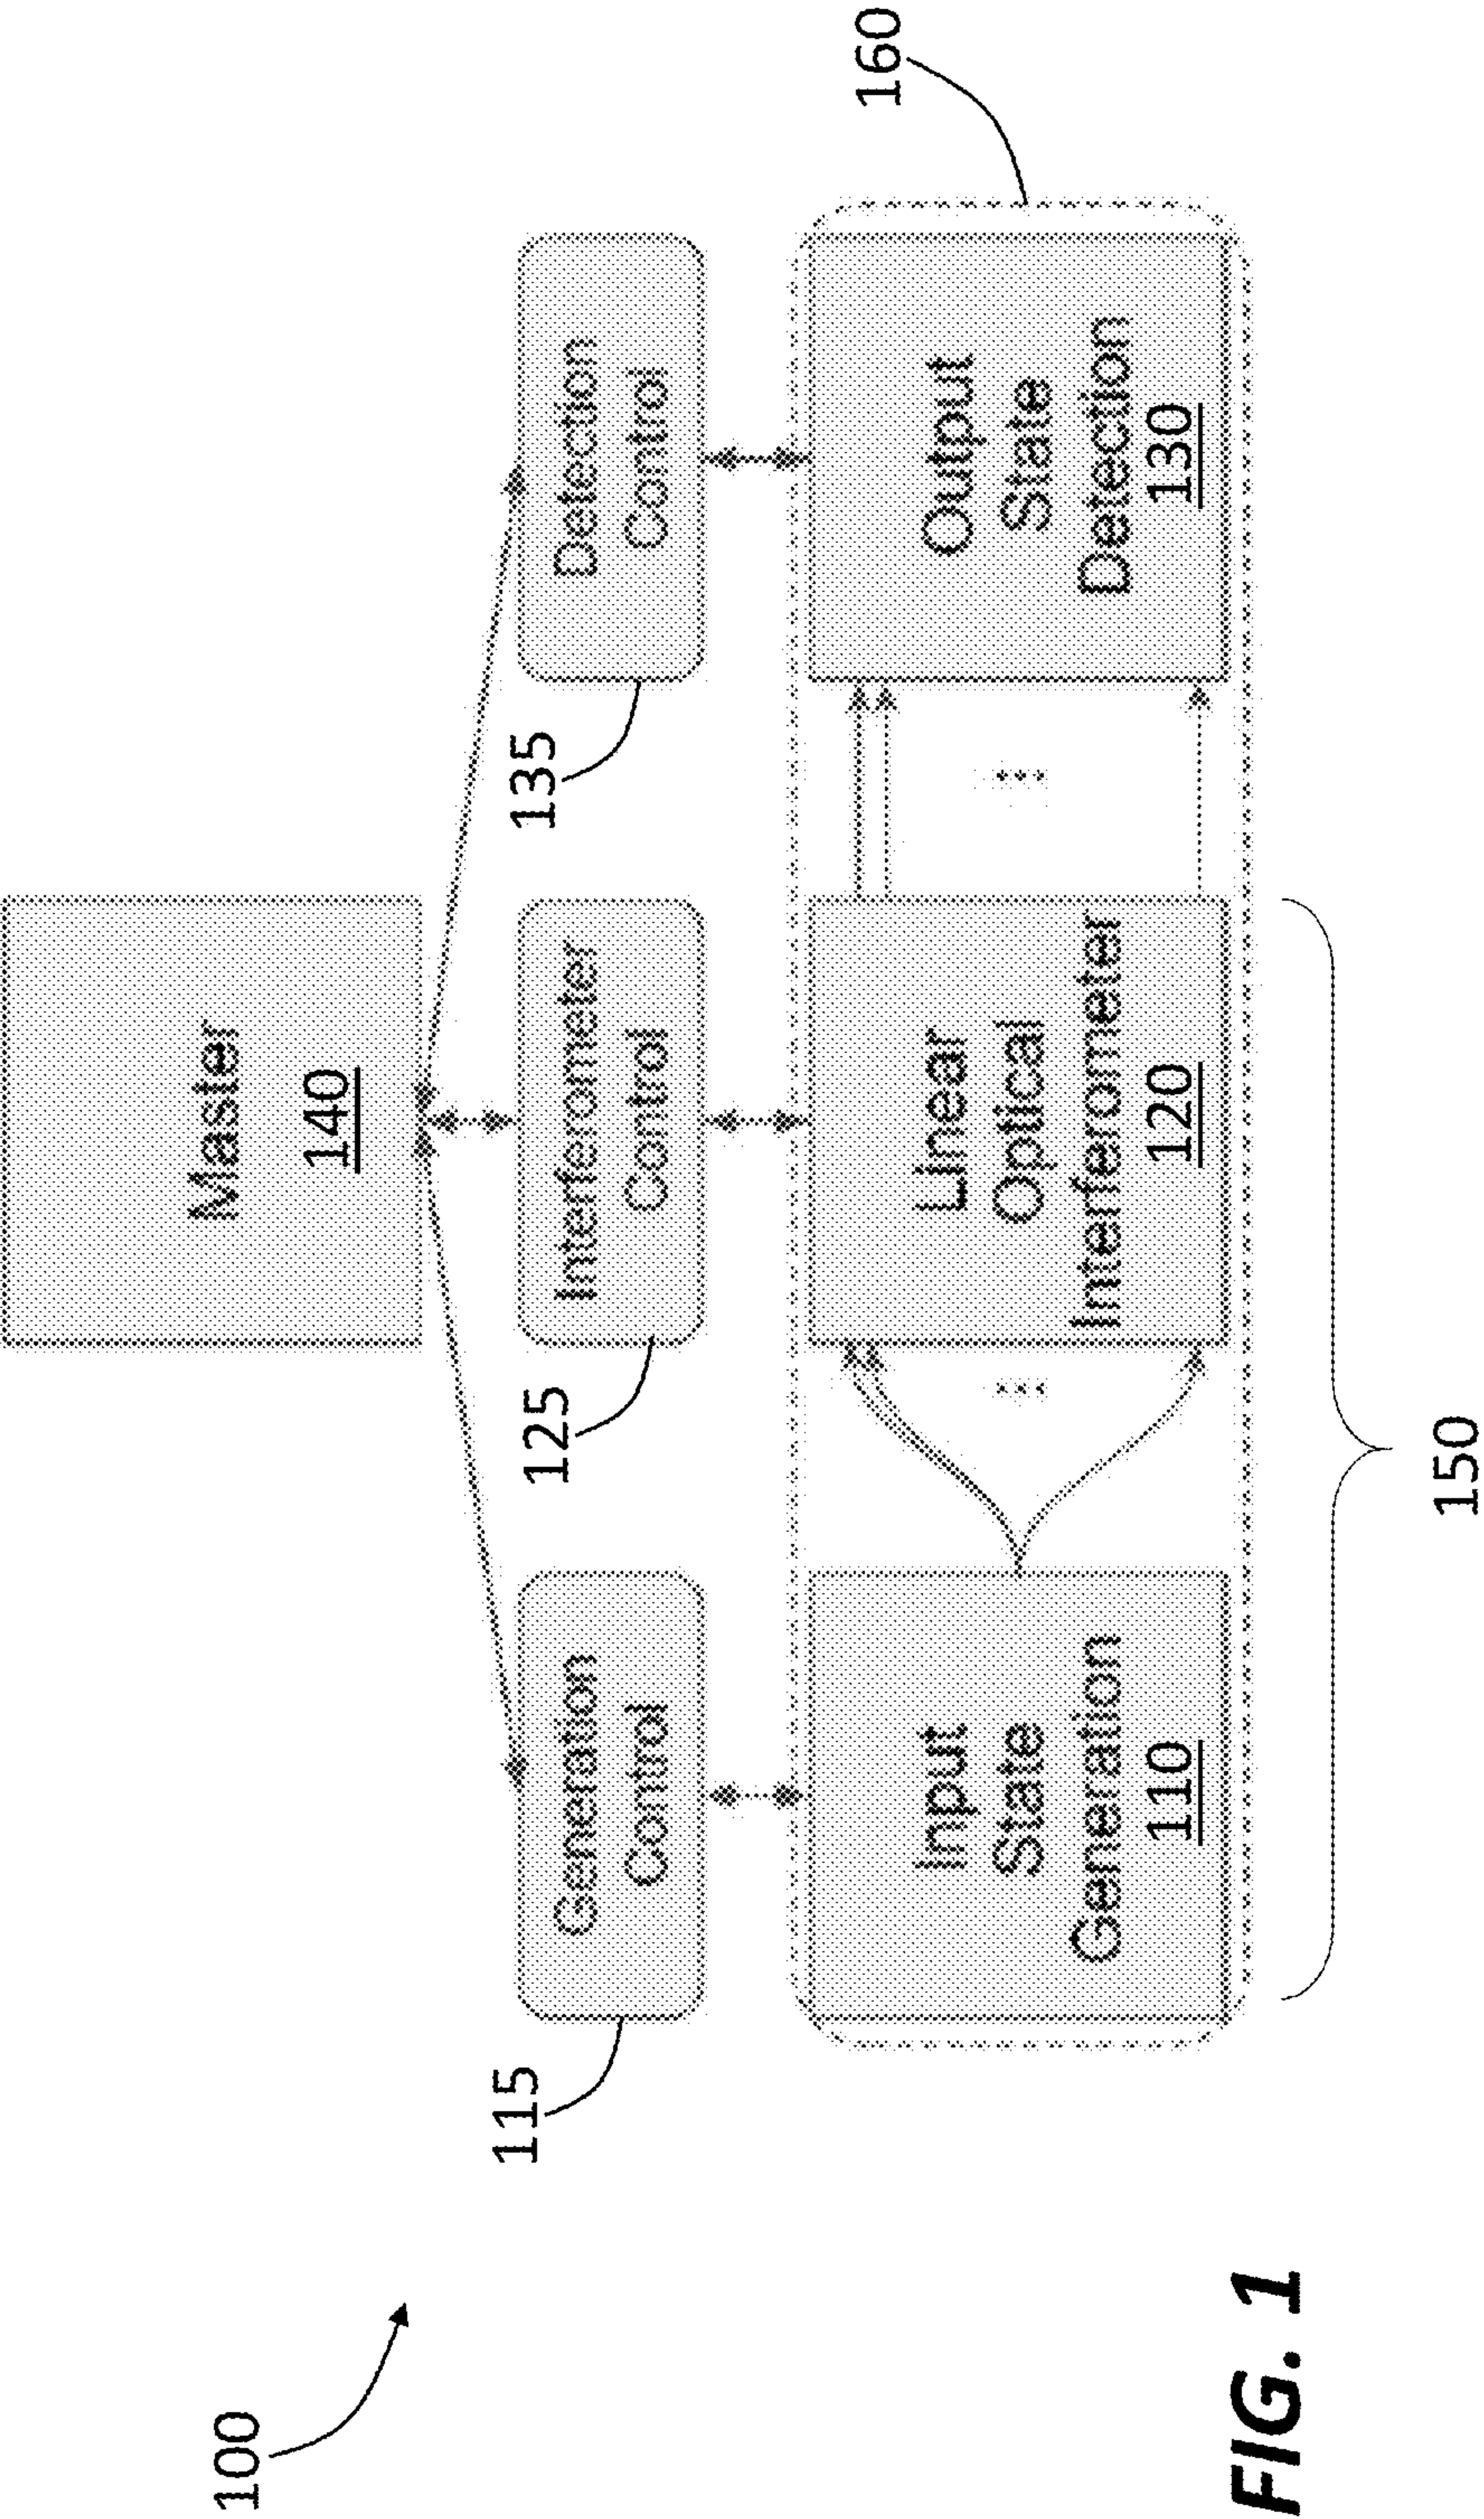 100
Master
140
Generation
Control
115
Interferometer
Control
125
Detection
Control
135
Input
State
Generation
110
Linear
Optical
Interferometer
120
Output
State
Detection
130
160
150
FIG. 1